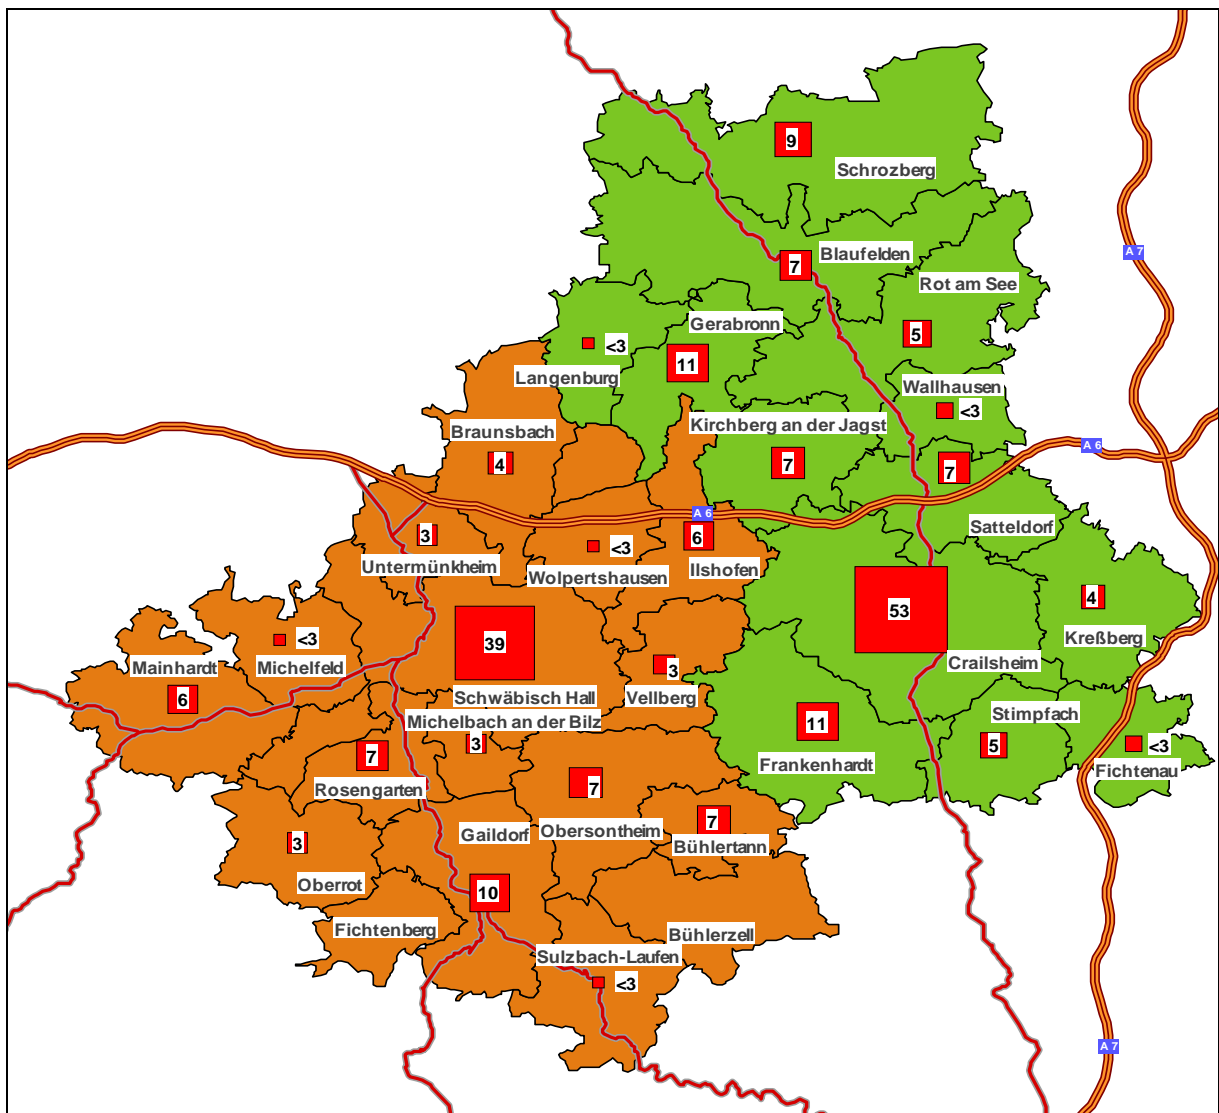 9
Schrozberg
A 7
Blaufelden
7
Rot am See
Gerabronn
5
<3
11
Langenburg
Wallhausen
<3
Braunsbach
Kirchberg an der Jagst
A 6
4
7
7
A 6
Satteldorf
3
6
Untermünkheim
<3
Wolpertshausen
Ilshofen
4
53
Kreßberg
39
<3
Mainhardt
Michelfeld
Crailsheim
3
6
Schwäbisch Hall
Vellberg
Michelbach an der Bilz
Stimpfach
11
3
5
<3
7
Frankenhardt
Fichtenau
Rosengarten
7
7
Gaildorf
Obersontheim
3
Bühlertann
Oberrot
10
Fichtenberg
Bühlerzell
Sulzbach-Laufen
<3
A 7